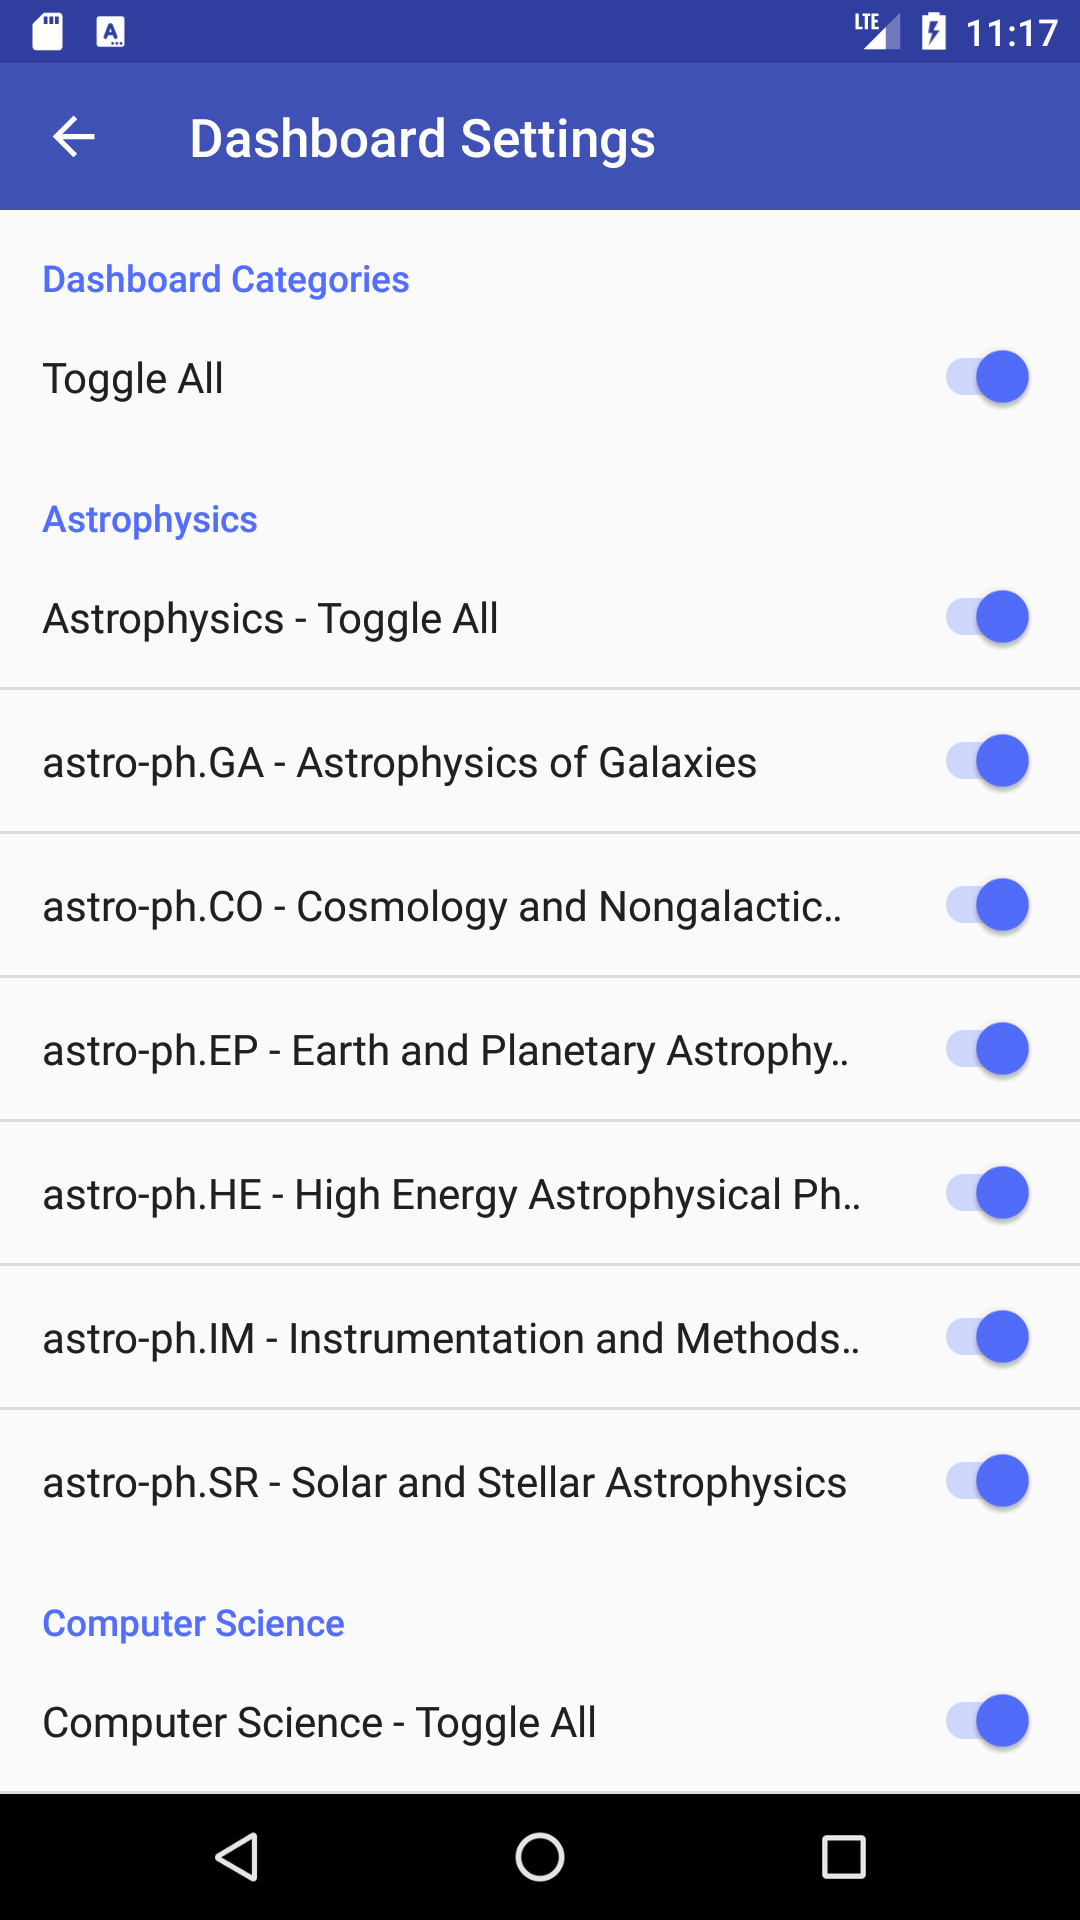 LTE 11:17
Dashboard Settings
Dashboard Categories
Toggle All
Astrophysics
Astrophysics - Toggle All
astro-ph.GA - Astrophysics of Galaxies
astro-ph.CO - Cosmology and Nongalactic..
astro-ph.EP - Earth and Planetary Astrophy..
astro-ph.HE - High Energy Astrophysical Ph..
astro-ph.IM - Instrumentation and Methods..
astro-ph.SR - Solar and Stellar Astrophysics
Computer Science
Computer Science - Toggle All